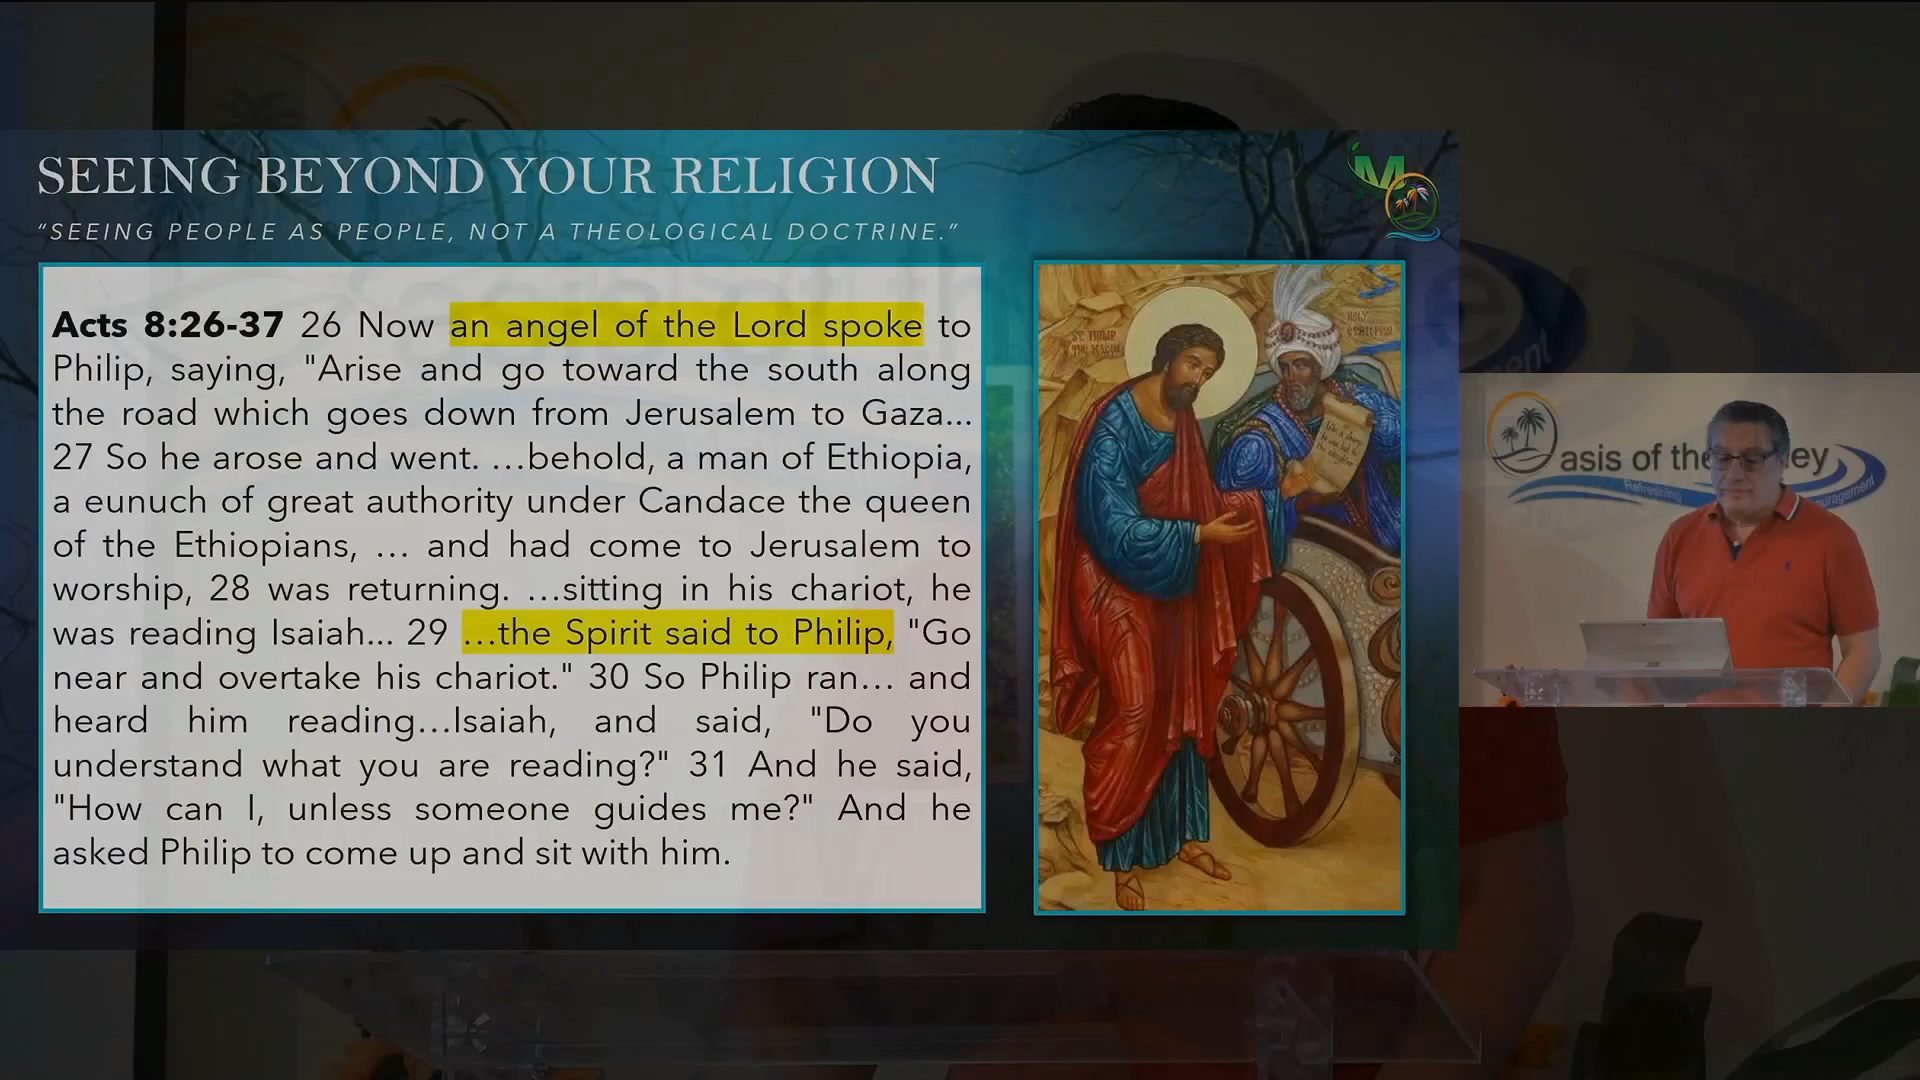 SEEING BEYOND YOUR RELIGION
"SEEING PEOPLE AS PEOPLE, NOT A THEOLOGICAL DOCTRINE."
Acts 8:26-37 26 Now an angel of the Lord spoke to
Philip, saying, "Arise and go toward the south along
the road which goes down from Jerusalem to Gaza...
27 So he arose and went. ...behold, a man of Ethiopia,
a eunuch of great authority under Candace the queen
of the Ethiopians, ... and had come to Jerusalem to
worship, 28 was returning. ...sitting in his chariot, he
was reading Isaiah... 29 ...the Spirit said to Philip, "Go
near and overtake his chariot." 30 So Philip ran... and
heard him reading...Isaiah, and said, "Do you
understand what you are reading?" 31 And he said,
"How can I, unless someone guides me?" And he
asked Philip to come up and sit with him.
M
ST. PHILIP
HOLY
asis of the ley
Refreshing uragement